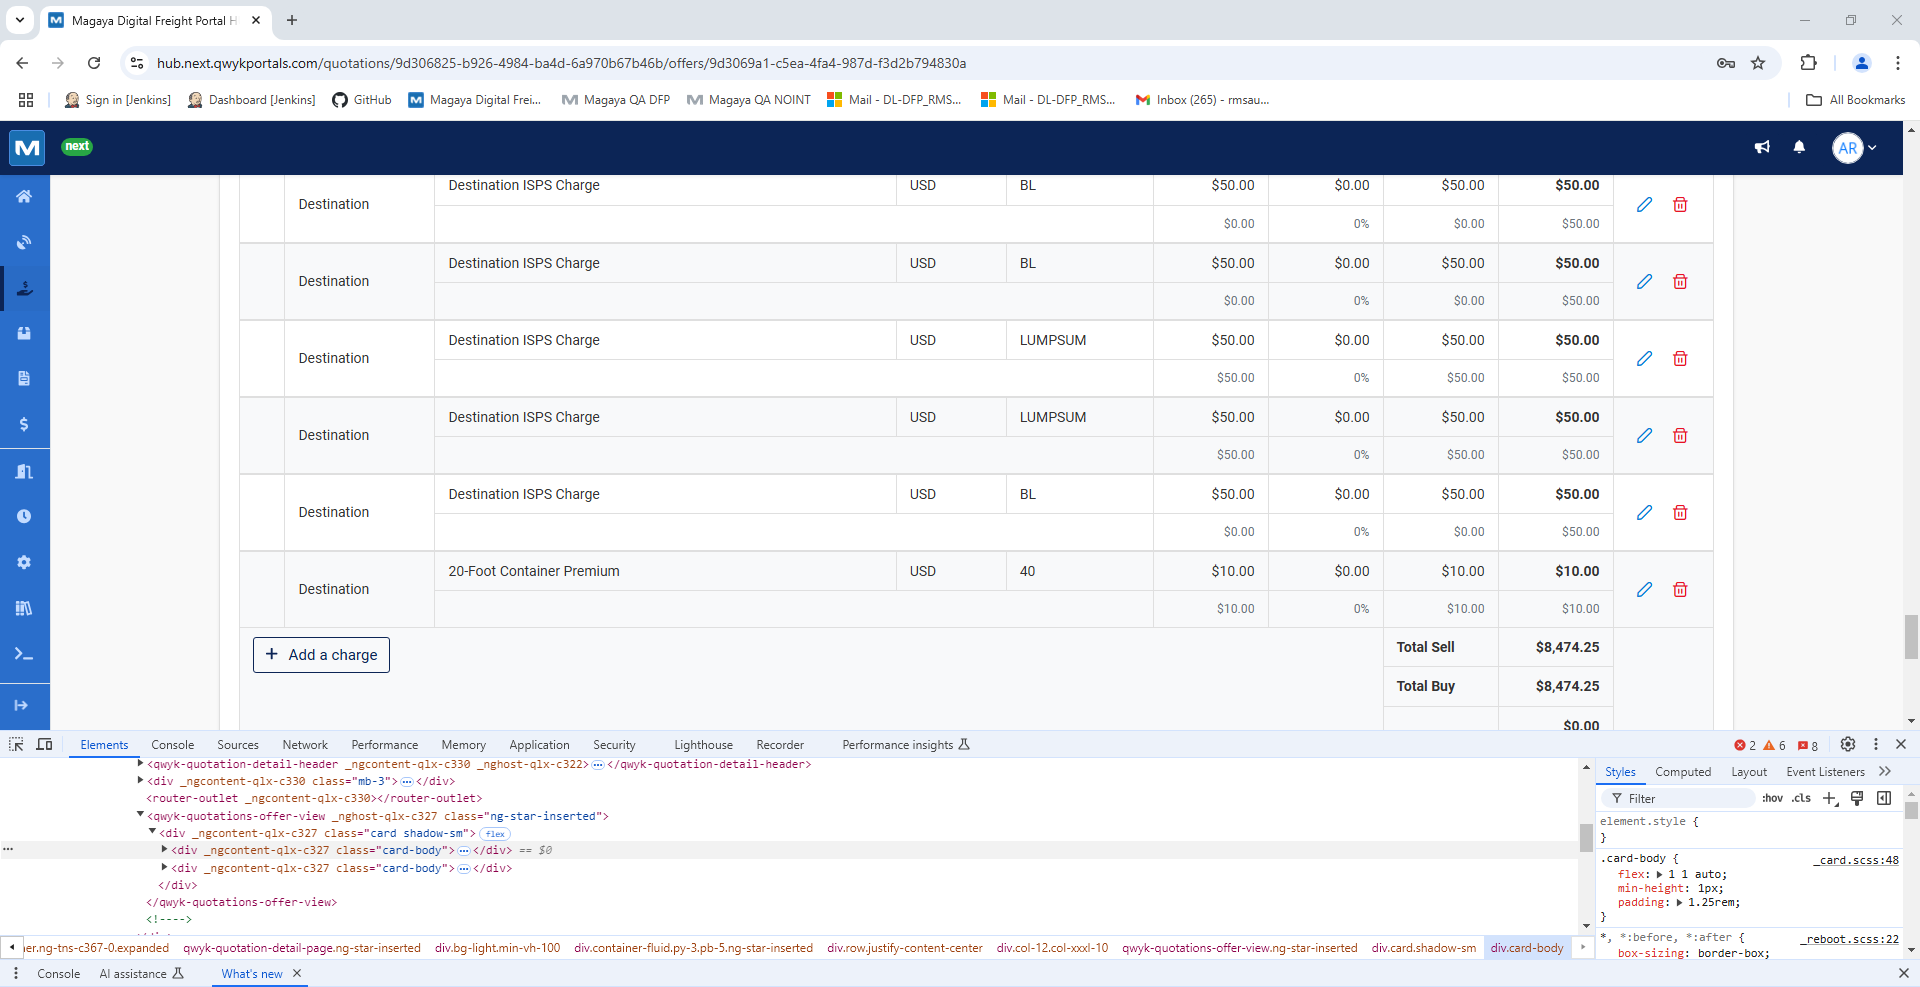 Magaya Digital Freight Portal H
hub.next.qwykportals.com/quotations/9d306825-b926-4984-ba4d-6a970b67b46b/offers/9d3069a1-c5ea-4fa4-987d-f3d2b794830a
Sign in [Jenkins] Dashboard [Jenkins] GitHub Magaya Digital Frei... Magaya QA DFP Magaya QA NOINT Mail - DL-DFP_RMS... Mail - DL-DFP_RMS... Inbox (265) - rmsau... All Bookmarks
next AR
Destination ISPS Charge USD BL $50.00 $0.00 $50.00 $50.00
Destination
$0.00 0% $0.00 $50.00
Destination ISPS Charge USD BL $50.00 $0.00 $50.00 $50.00
Destination
$0.00 0% $0.00 $50.00
Destination ISPS Charge USD LUMPSUM $50.00 $0.00 $50.00 $50.00
Destination
$50.00 0% $50.00 $50.00
Destination ISPS Charge USD LUMPSUM $50.00 $0.00 $50.00 $50.00
Destination
$50.00 0% $50.00 $50.00
Destination ISPS Charge USD BL $50.00 $0.00 $50.00 $50.00
Destination
$0.00 0% $0.00 $50.00
20-Foot Container Premium USD 40 $10.00 $0.00 $10.00 $10.00
Destination
$10.00 0% $10.00 $10.00
+ Add a charge Total Sell $8,474.25
Total Buy $8,474.25
$0.00
Elements Console Sources Network Performance Memory Application Security Lighthouse Recorder Performance insights 2 6 8
<qwyk-quotation-detail-header _ngcontent-qlx-c330 _nghost-qlx-c322>…</qwyk-quotation-detail-header>
<div _ngcontent-qlx-c330 class="mb-3">…</div>
<router-outlet _ngcontent-qlx-c330></router-outlet>
<qwyk-quotations-offer-view _nghost-qlx-c327 class="ng-star-inserted">
<div _ngcontent-qlx-c327 class="card shadow-sm"> flex
<div _ngcontent-qlx-c327 class="card-body">…</div> == $0
<div _ngcontent-qlx-c327 class="card-body">…</div>
</div>
</qwyk-quotations-offer-view>
<!---->
Styles Computed Layout Event Listeners
Filter :hov .cls
element.style {
}
.card-body { _card.scss:48
flex: 1 1 auto;
min-height: 1px;
padding: 1.25rem;
}
*, *:before, *:after { _reboot.scss:22
box-sizing: border-box;
ner.ng-tns-c367-0.expanded qwyk-quotation-detail-page.ng-star-inserted div.bg-light.min-vh-100 div.container-fluid.py-3.pb-5.ng-star-inserted div.row.justify-content-center div.col-12.col-xxxl-10 qwyk-quotations-offer-view.ng-star-inserted div.card.shadow-sm div.card-body
Console AI assistance What's new